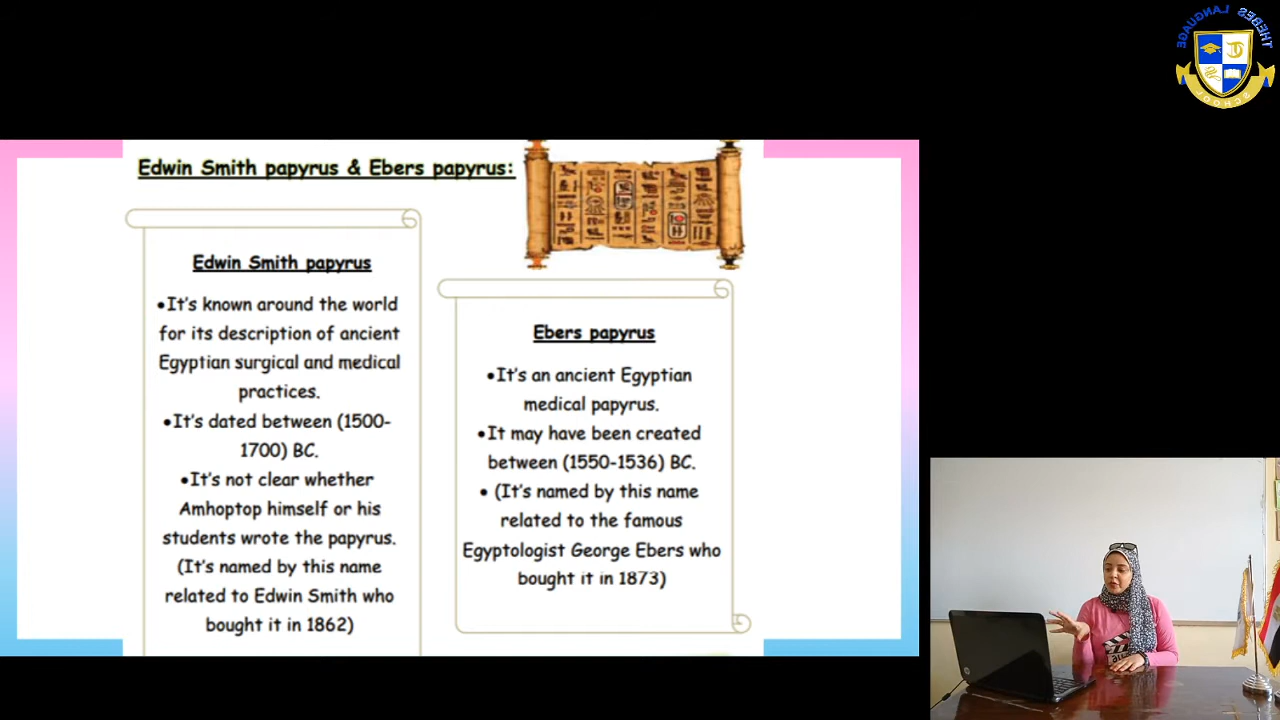 THEBES LANGUAGE
SCHOOL
Edwin Smith papyrus & Ebers papyrus:
Edwin Smith papyrus
•It's known around the world
for its description of ancient
Egyptian surgical and medical
practices.
•It's dated between (1500-
1700) BC.
•It's not clear whether
Amhoptop himself or his
students wrote the papyrus.
(It's named by this name
related to Edwin Smith who
bought it in 1862)
Ebers papyrus
•It's an ancient Egyptian
medical papyrus.
•It may have been created
between (1550-1536) BC.
• (It's named by this name
related to the famous
Egyptologist George Ebers who
bought it in 1873)